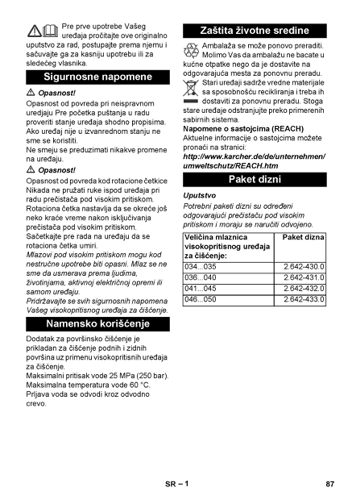 Pre prve upotrebe Vašeg
uređaja pročitajte ove originalno
uputstvo za rad, postupajte prema njemu i
sačuvajte ga za kasniju upotrebu ili za
sledećeg vlasnika.
Sigurnosne napomene
Opasnost!
Opasnost od povreda pri neispravnom
uređaju Pre početka puštanja u radu
proveriti stanje uređaja shodno propisima.
Ako uređaj nije u izvanrednom stanju ne
sme se koristiti.
Ne smeju se preduzimati nikakve promene
na uređaju.
Opasnost!
Opasnost od povreda kod rotacione četkice
Nikada ne pružati ruke ispod uređaja pri
radu prečistača pod visokim pritiskom.
Rotaciona četka nastavlja da se okreće još
neko kraće vreme nakon isključivanja
prečistača pod visokim pritiskom.
Sačetkajte pre rada na uređaju da se
rotaciona četka umiri.
Mlazovi pod visokim pritiskom mogu kod
nestručne upotrebe biti opasni. Mlaz se ne
sme da usmerava prema ljudima,
životinjama, aktivnoj električnoj opremi ili
samom uređaju.
Pridržavajte se svih sigurnosnih napomena
Vašeg visokopritisnog uređaja za čišćenje.
Namensko korišćenje
Dodatak za površinsko čišćenje je
prikladan za čišćenje podnih i zidnih
površina uz primenu visokopritisnih uređaja
za čišćenje.
Maksimalni pritisak vode 25 MPa (250 bar).
Maksimalna temperatura vode 60 °C.
Prljava voda se odvodi kroz odvodno
crevo.
Zaštita životne sredine
Ambalaža se može ponovo preraditi.
Molimo Vas da ambalažu ne bacate u
kućne otpatke nego da je dostavite na
odgovarajuća mesta za ponovnu preradu.
Stari uređaji sadrže vredne materijale
sa sposobnošću recikliranja i treba ih
dostaviti za ponovnu preradu. Stoga
stare uređaje odstranjujte preko primerenih
sabirnih sistema.
Napomene o sastojcima (REACH)
Aktuelne informacije o sastojcima možete
pronaći na stranici:
http://www.karcher.de/de/unternehmen/
umweltschutz/REACH.htm
Paket dizni
Uputstvo
Potrebni paketi dizni su određeni
odgovarajući prečistaču pod visokim
pritiskom i moraju se naručiti odvojeno.
Veličina mlaznica visokopritisnog uređaja za čišćenje: Paket dizna
034...035 2.642-430.0
036...040 2.642-431.0
041...045 2.642-432.0
046...050 2.642-433.0
SR – 1 87